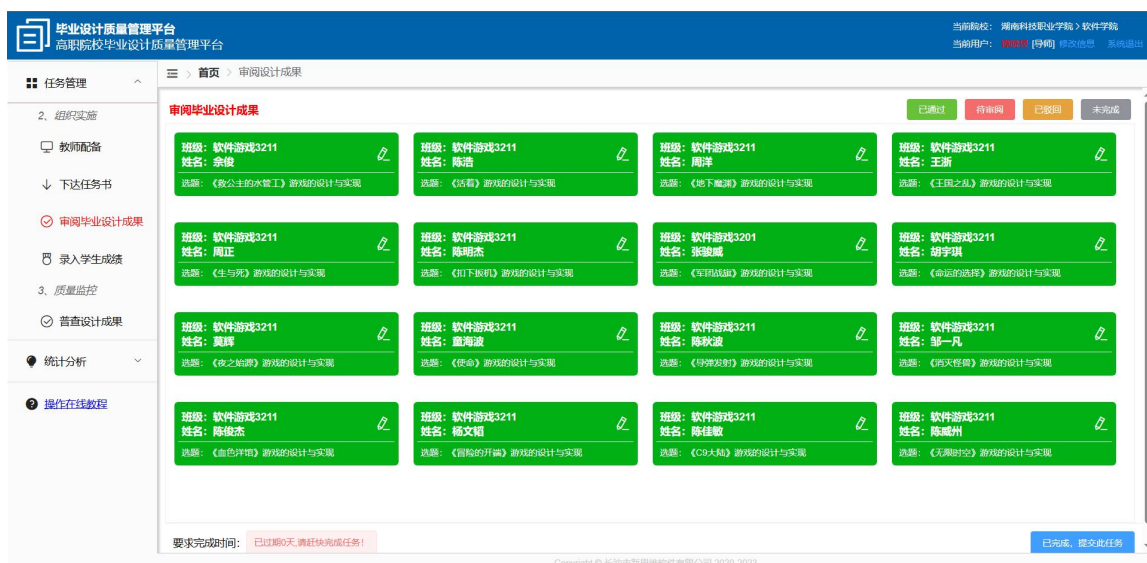 毕业设计质量管理平台
高职院校毕业设计质量管理平台
当前院校： 湖南科技职业学院 > 软件学院
当前用户： [导师] 修改信息 系统退出
任务管理
首页 > 审阅设计成果
2、组织实施
教师配备
下达任务书
审阅毕业设计成果
录入学生成绩
3、质量监控
普查设计成果
统计分析
操作在线教程
审阅毕业设计成果
已通过 待审阅 已驳回 未完成
班级：软件游戏3211
姓名：余俊
选题：《救公主的水管工》游戏的设计与实现
班级：软件游戏3211
姓名：陈浩
选题：《活着》游戏的设计与实现
班级：软件游戏3211
姓名：周洋
选题：《地下魔渊》游戏的设计与实现
班级：软件游戏3211
姓名：王浙
选题：《王国之乱》游戏的设计与实现
班级：软件游戏3211
姓名：周正
选题：《生与死》游戏的设计与实现
班级：软件游戏3211
姓名：陈明杰
选题：《扣下扳机》游戏的设计与实现
班级：软件游戏3201
姓名：张骏威
选题：《军团战旗》游戏的设计与实现
班级：软件游戏3211
姓名：胡宇琪
选题：《命运的选择》游戏的设计与实现
班级：软件游戏3211
姓名：莫辉
选题：《夜之始源》游戏的设计与实现
班级：软件游戏3211
姓名：童海波
选题：《使命》游戏的设计与实现
班级：软件游戏3211
姓名：陈秋波
选题：《导弹发射》游戏的设计与实现
班级：软件游戏3211
姓名：邹一凡
选题：《消灭怪兽》游戏的设计与实现
班级：软件游戏3211
姓名：陈俊杰
选题：《血色洋馆》游戏的设计与实现
班级：软件游戏3211
姓名：杨文韬
选题：《冒险的开端》游戏的设计与实现
班级：软件游戏3211
姓名：陈佳敏
选题：《C9大陆》游戏的设计与实现
班级：软件游戏3211
姓名：陈威州
选题：《无限时空》游戏的设计与实现
要求完成时间： 已过期0天,请赶快完成任务！
已完成，提交此任务